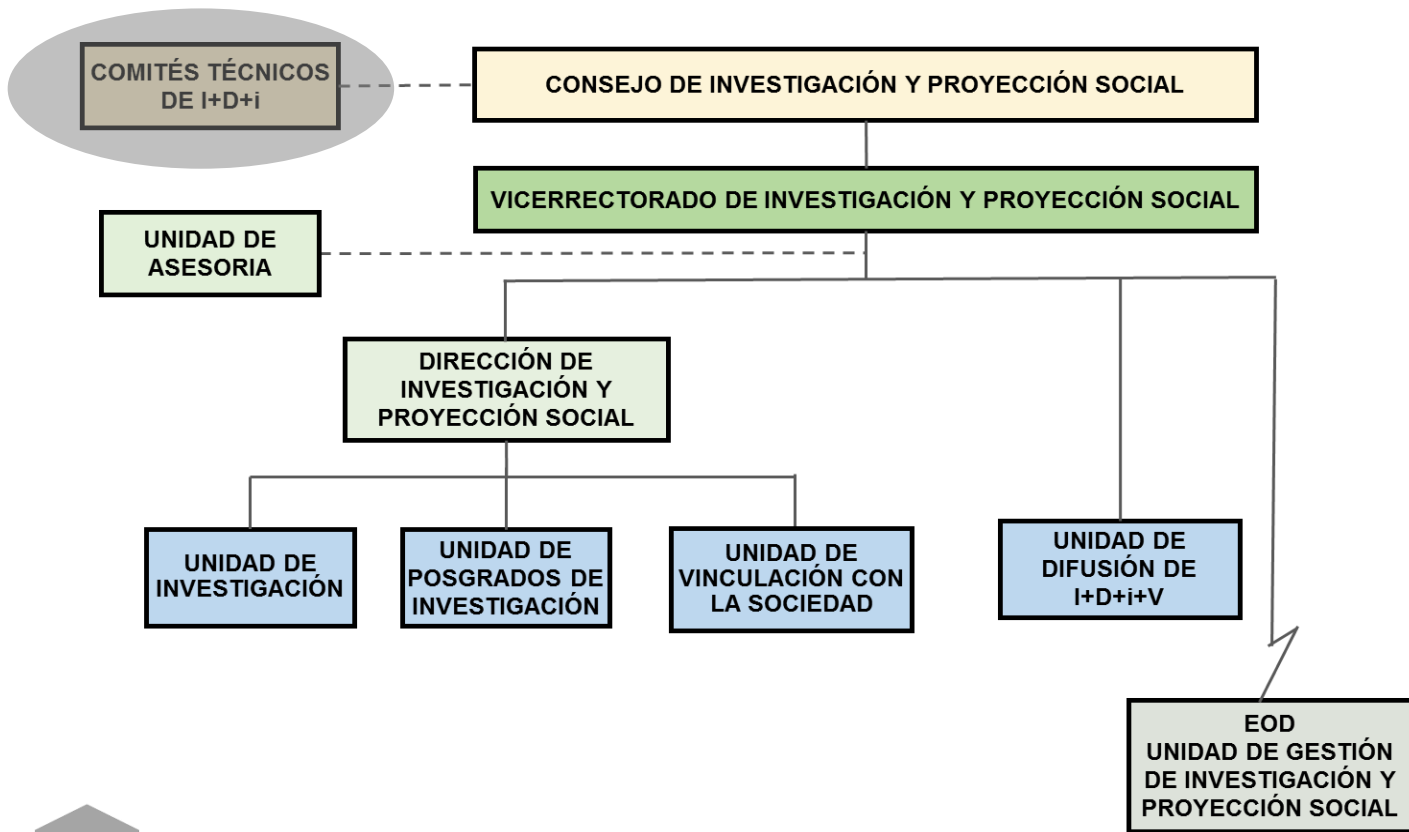 COMITÉS TÉCNICOS
DE I+D+i
CONSEJO DE INVESTIGACIÓN Y PROYECCIÓN SOCIAL
VICERRECTORADO DE INVESTIGACIÓN Y PROYECCIÓN SOCIAL
UNIDAD DE
ASESORIA
DIRECCIÓN DE
INVESTIGACIÓN Y
PROYECCIÓN SOCIAL
UNIDAD DE
INVESTIGACIÓN
UNIDAD DE
POSGRADOS DE
INVESTIGACIÓN
UNIDAD DE
VINCULACIÓN CON
LA SOCIEDAD
UNIDAD DE
DIFUSIÓN DE
I+D+i+V
EOD
UNIDAD DE GESTIÓN
DE INVESTIGACIÓN Y
PROYECCIÓN SOCIAL